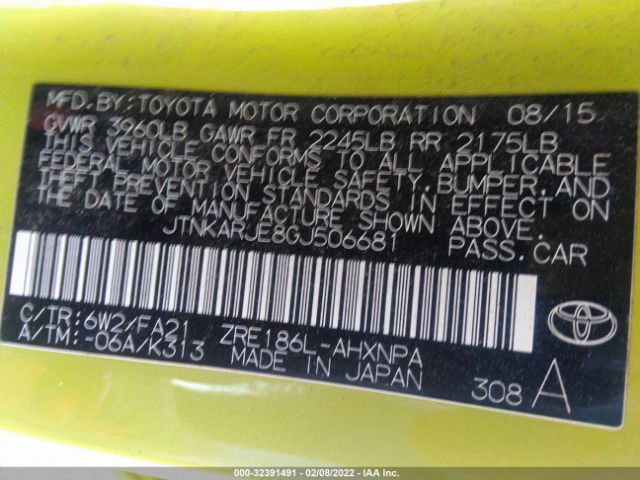 MFD.BY:TOYOTA MOTOR CORPORATION 08/15
GVWR 3960LB GAWR FR 2245LB RR 2175LB
THIS VEHICLE CONFORMS TO ALL APPLICABLE
FEDERAL MOTOR VEHICLE SAFETY,BUMPER,AND
THEFT PREVENTION STANDARDS IN EFFECT ON
THE DATE OF MANUFACTURE SHOWN ABOVE.
JTNKARJE8GJ506681 PASS.CAR
C/TR:6W2/FA21 ZRE186L-AHXNPA
A/TM:-06A/K313 MADE IN JAPAN
308 A
TOYOTA
000-32391491 - 02/08/2022 - IAA Inc.